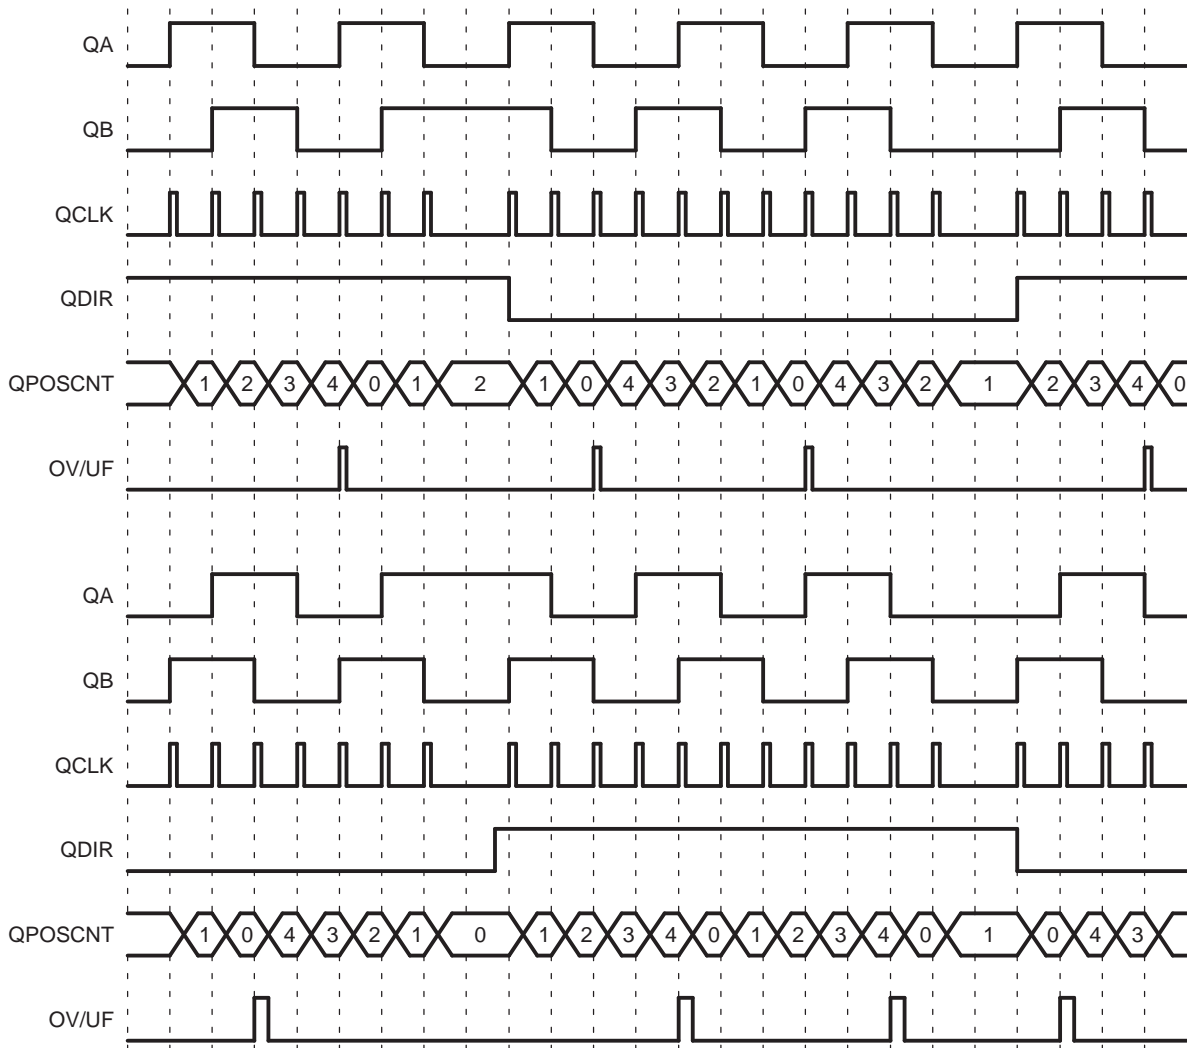 QA
QB
QCLK
QDIR
QPOSCNT 1 2 3 4 0 1 2 1 0 4 3 2 1 0 4 3 2 1 2 3 4 0
OV/UF
QA
QB
QCLK
QDIR
QPOSCNT 1 0 4 3 2 1 0 1 2 3 4 0 1 2 3 4 0 1 0 4 3
OV/UF